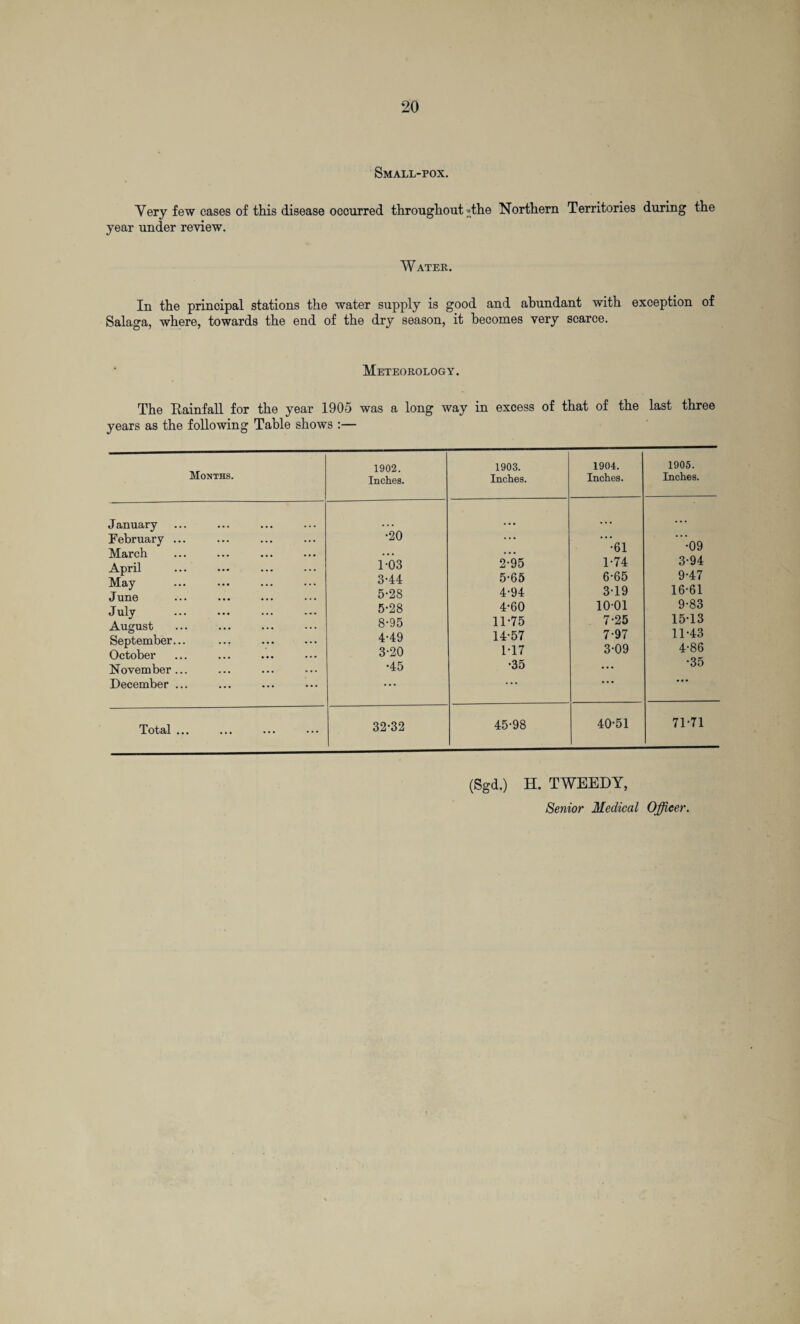 20
SMALL-POX.
Very few cases of this disease occurred throughout the Northern Territories during the
year under review.
WATER.
In the principal stations the water supply is good and abundant with exception of
Salaga, where, towards the end of the dry season, it becomes very scarce.
METEOROLOGY.
The Rainfall for the year 1905 was a long way in excess of that of the last three
years as the following Table shows :—
MONTHS. 1902. Inches. 1903. Inches. 1904. Inches. 1905. Inches.
January ... ... ... ... ... ... ... ...
February ... ... ... ... ·20 ... ... ...
March ... ... ... ... ... ... ·61 ·09
April ... ... ... ... 1·03 2·95 1·74 3·94
May ... ... ... ... 3·44 5·65 6·65 9·47
June ... ... ... ... 5·28 4·94 3·19 16·61
July ... ... ... ... 5·28 4·60 10·01 9·83
August ... ... ... ... 8·95 11·75 7·25 15·13
September... ... ... ... 4·49 14·57 7·97 11·43
October ... ... ... ... 3·20 1·17 3·09 4·86
November ... ... ... ... ·45 ·35 ... ·35
December ... ... ... ... ... ... ... ...
Total ... ... ... ... 32·32 45·98 40·51 71·71
(Sgd.) H. TWEEDY,
Senior Medical Officer.